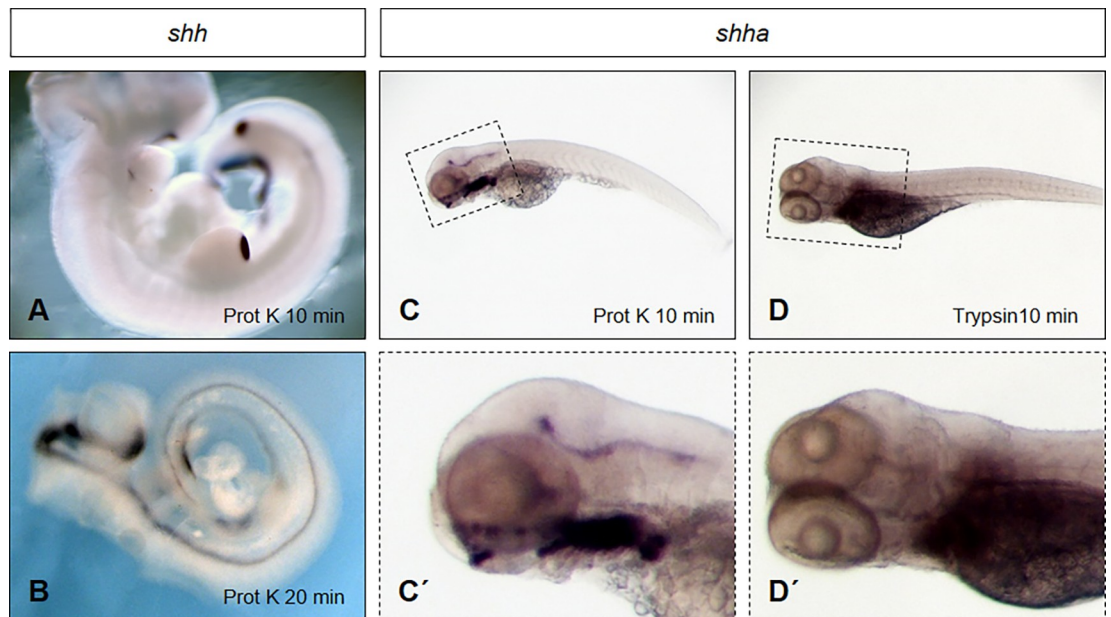 shh
shha
A
Prot K 10 min
C
Prot K 10 min
D
Trypsin10 min
B
Prot K 20 min
C´
D´